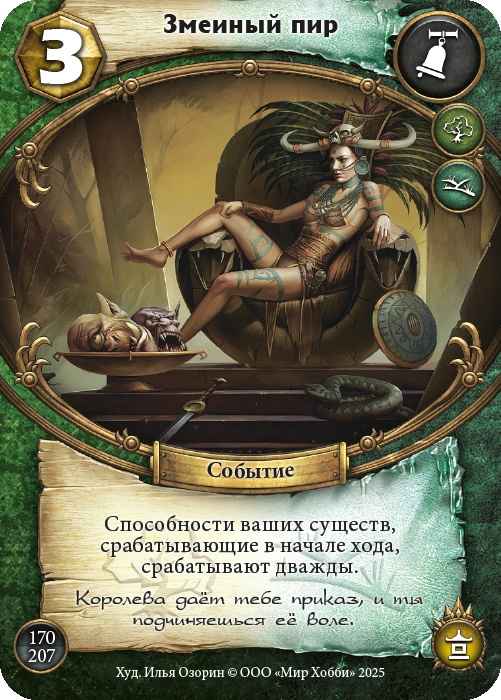 3
Змеиный пир
Событие
Способности ваших существ,
срабатывающие в начале хода,
срабатывают дважды.
Королева даёт тебе приказ, и ты
подчиняешься её воле.
170
207
Худ. Илья Озорин © ООО «Мир Хобби» 2025